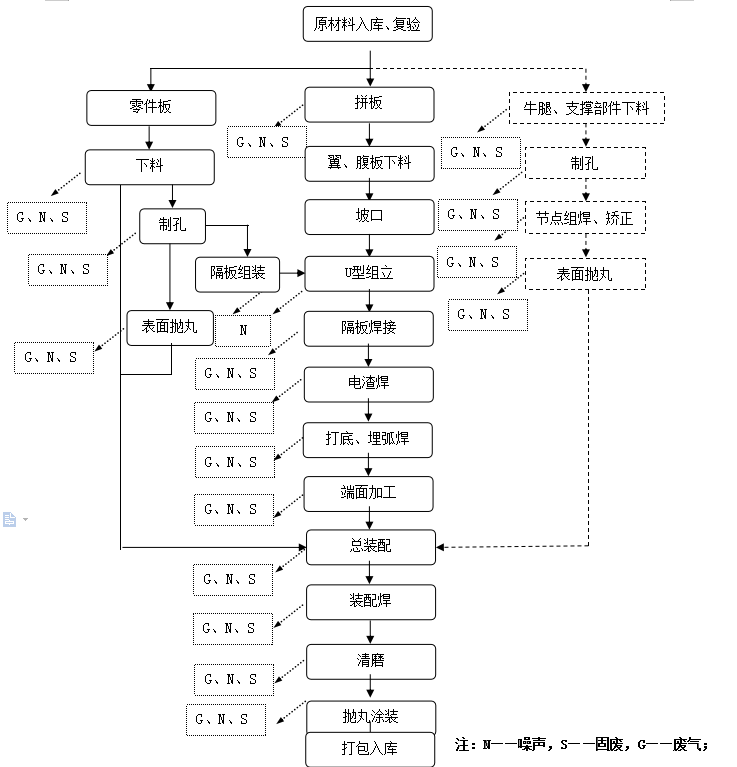 原材料入库、复验
零件板
拼板
牛腿、支撑部件下料
G、N、S
G、N、S
下料
翼、腹板下料
制孔
G、N、S
制孔
坡口
G、N、S
节点组焊、矫正
G、N、S
隔板组装
U型组立
G、N、S
表面抛丸
表面抛丸
N
隔板焊接
G、N、S
G、N、S
G、N、S
电渣焊
G、N、S
打底、埋弧焊
G、N、S
端面加工
G、N、S
总装配
G、N、S
装配焊
G、N、S
清磨
G、N、S
抛丸涂装
G、N、S
打包入库
注：N——噪声，S——固废，G——废气；